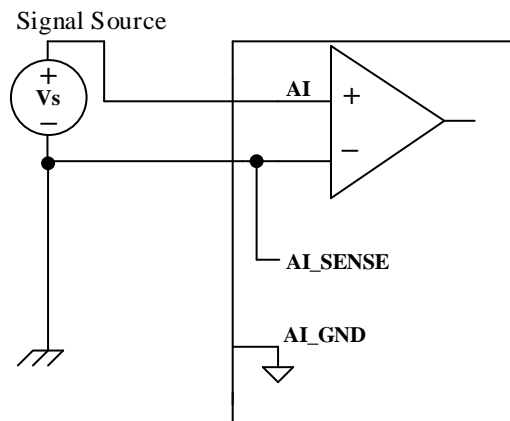 Signal Source
+
Vs
−
AI
+
−
AI_SENSE
AI_GND